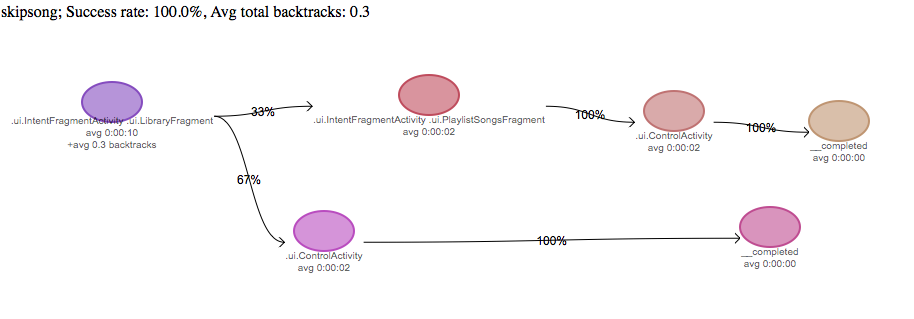 skipsong; Success rate: 100.0%, Avg total backtracks: 0.3
.ui.IntentFragmentActivity .ui.LibraryFragment
avg 0:00:10
+avg 0.3 backtracks
33%
.ui.IntentFragmentActivity .ui.PlaylistSongsFragment
avg 0:00:02
100%
.ui.ControlActivity
avg 0:00:02
100%
__completed
avg 0:00:00
67%
.ui.ControlActivity
avg 0:00:02
100%
__completed
avg 0:00:00